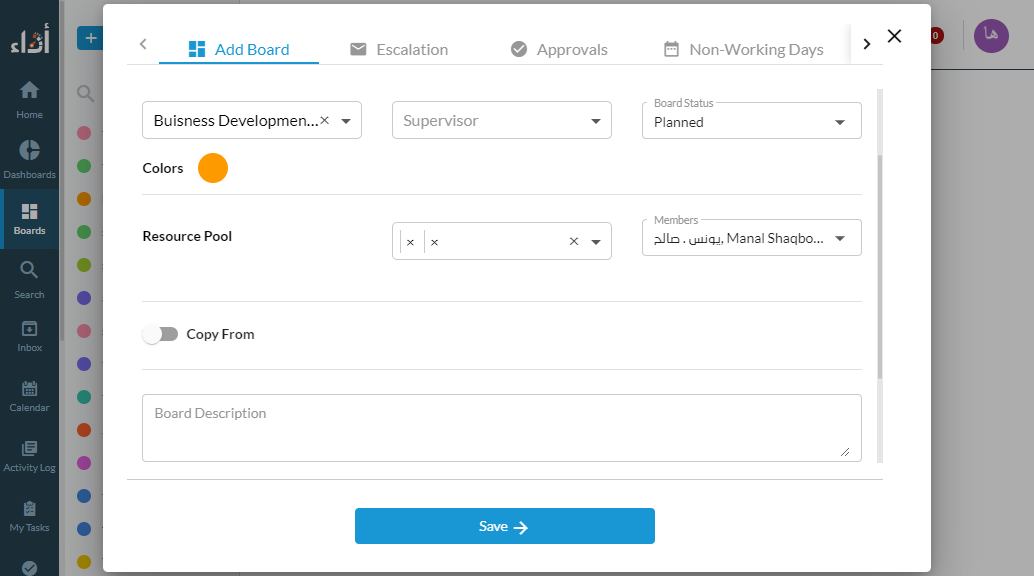 أداء
Home
Dashboards
Boards
Search
Inbox
Calendar
Activity Log
My Tasks
Add Board
Escalation
Approvals
Non-Working Days
Buisness Developmen...
Supervisor
Board Status
Planned
Colors
Resource Pool
Members
يونس . صالح, Manal Shaqbo...
Copy From
Board Description
Save
0
هأ